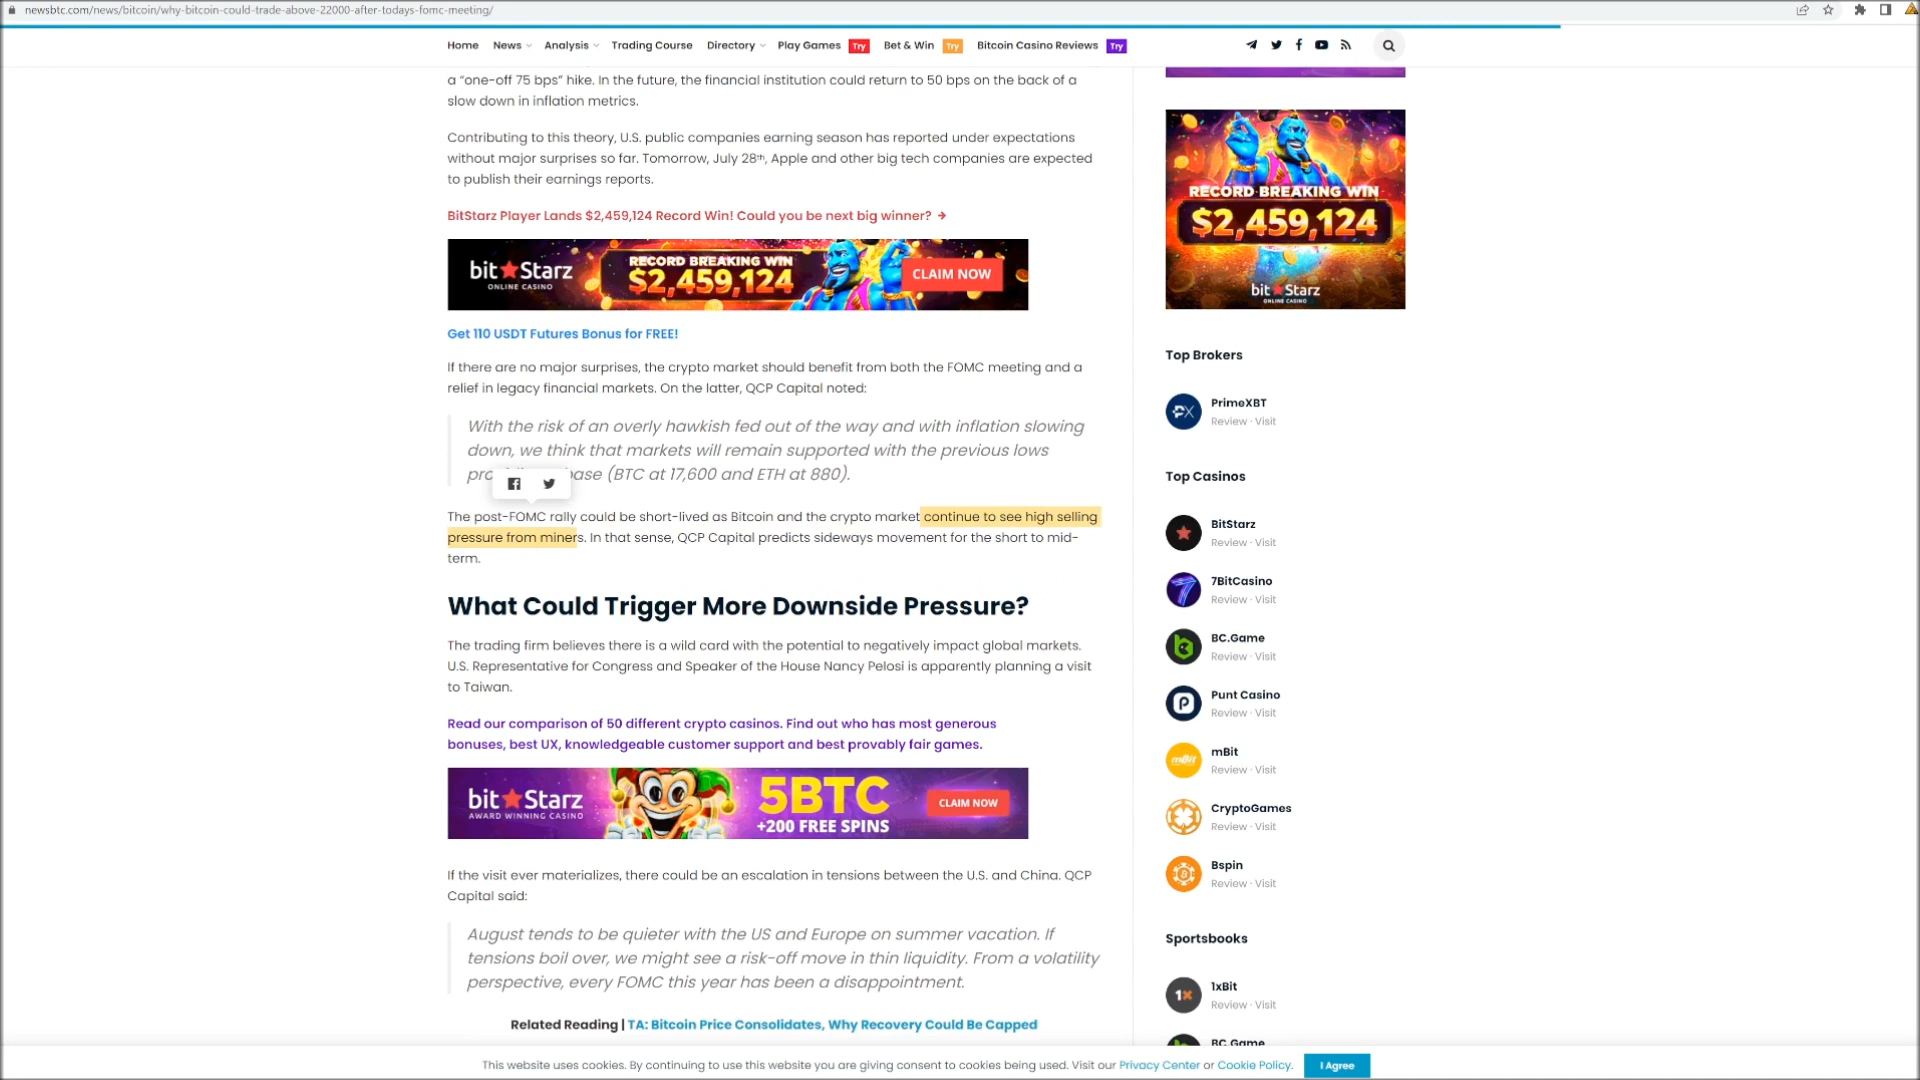 newsbtc.com/news/bitcoin/why-bitcoin-could-trade-above-22000-after-todays-fomc-meeting/
Home News Analysis Trading Course Directory Play Games Try Bet & Win Try Bitcoin Casino Reviews Try
a “one-off 75 bps” hike. In the future, the financial institution could return to 50 bps on the back of a
slow down in inflation metrics.
Contributing to this theory, U.S. public companies earning season has reported under expectations
without major surprises so far. Tomorrow, July 28th, Apple and other big tech companies are expected
to publish their earnings reports.
BitStarz Player Lands $2,459,124 Record Win! Could you be next big winner? →
bit Starz
ONLINE CASINO
RECORD BREAKING WIN
$2,459,124
CLAIM NOW
Get 110 USDT Futures Bonus for FREE!
If there are no major surprises, the crypto market should benefit from both the FOMC meeting and a
relief in legacy financial markets. On the latter, QCP Capital noted:
With the risk of an overly hawkish fed out of the way and with inflation slowing
down, we think that markets will remain supported with the previous lows
base (BTC at 17,600 and ETH at 880).
The post-FOMC rally could be short-lived as Bitcoin and the crypto market continue to see high selling
pressure from miners. In that sense, QCP Capital predicts sideways movement for the short to mid-
term.
What Could Trigger More Downside Pressure?
The trading firm believes there is a wild card with the potential to negatively impact global markets.
U.S. Representative for Congress and Speaker of the House Nancy Pelosi is apparently planning a visit
to Taiwan.
Read our comparison of 50 different crypto casinos. Find out who has most generous
bonuses, best UX, knowledgeable customer support and best provably fair games.
bit Starz
AWARD WINNING CASINO
5BTC
+200 FREE SPINS
CLAIM NOW
If the visit ever materializes, there could be an escalation in tensions between the U.S. and China. QCP
Capital said:
August tends to be quieter with the US and Europe on summer vacation. If
tensions boil over, we might see a risk-off move in thin liquidity. From a volatility
perspective, every FOMC this year has been a disappointment.
Related Reading | TA: Bitcoin Price Consolidates, Why Recovery Could Be Capped
RECORD BREAKING WIN
$2,459,124
bit Starz
ONLINE CASINO
Top Brokers
PrimeXBT
Review · Visit
Top Casinos
BitStarz
Review · Visit
7BitCasino
Review · Visit
BC.Game
Review · Visit
Punt Casino
Review · Visit
mBit
mBit
Review · Visit
CryptoGames
Review · Visit
Bspin
Review · Visit
Sportsbooks
1x
1xBit
Review · Visit
BC.Game
This website uses cookies. By continuing to use this website you are giving consent to cookies being used. Visit our Privacy Center or Cookie Policy. I Agree